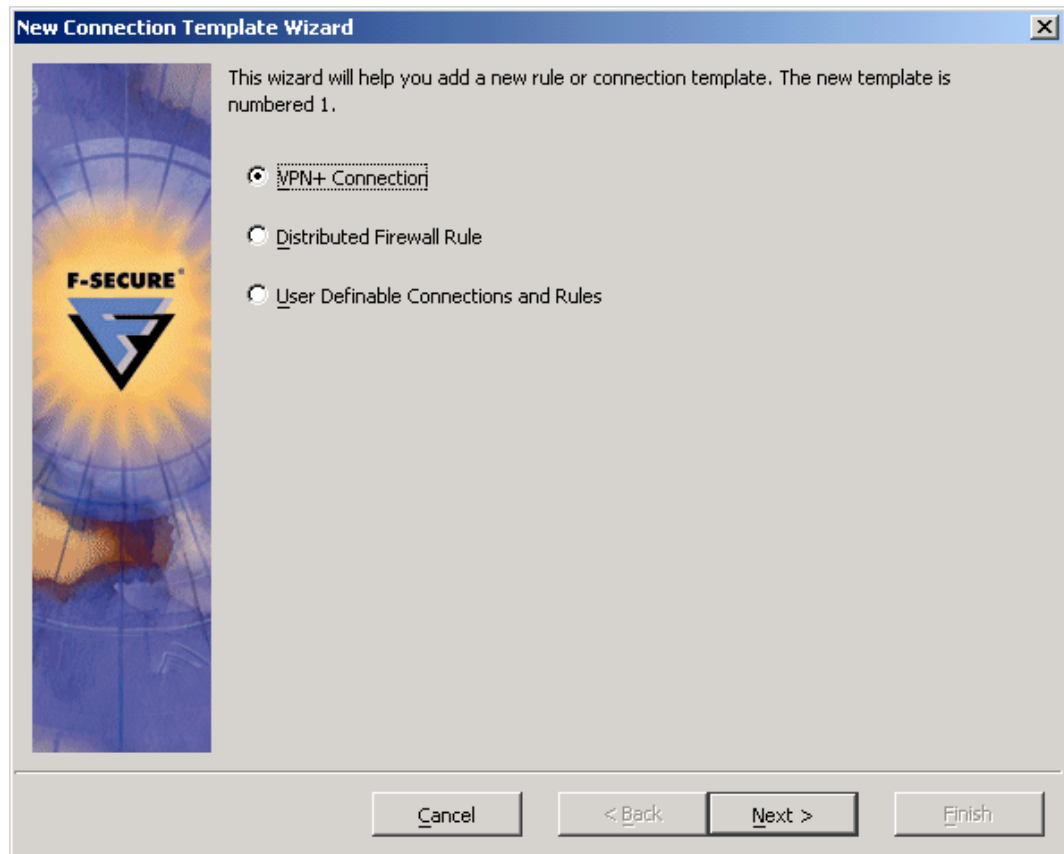 New Connection Template Wizard
This wizard will help you add a new rule or connection template. The new template is
numbered 1.
VPN+ Connection
Distributed Firewall Rule
User Definable Connections and Rules
F-SECURE®
Cancel
< Back
Next >
Finish